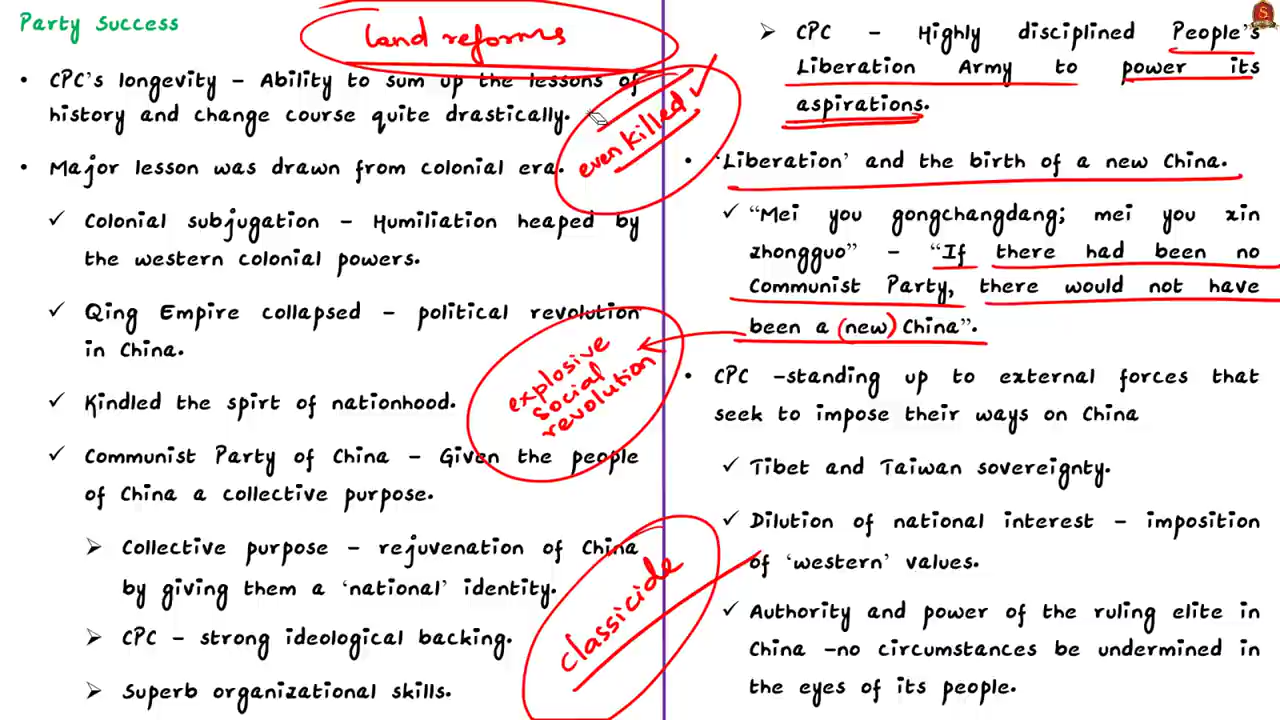 Party Success
land reforms
• CPC's longevity – Ability to sum up the lessons of
history and change course quite drastically.
even killed
• Major lesson was drawn from colonial era.
✓ Colonial subjugation – Humiliation heaped by
the western colonial powers.
✓ Qing Empire collapsed – political revolution
in China.
explosive
social
revolution
✓ Kindled the spirt of nationhood.
✓ Communist Party of China – Given the people
of China a collective purpose.
➢ Collective purpose – rejuvenation of China
by giving them a 'national' identity.
classicide
➢ CPC – strong ideological backing.
➢ Superb organizational skills.
➢ CPC – Highly disciplined People's
Liberation Army to power its
aspirations.
• 'Liberation' and the birth of a new China.
✓ "Mei you gongchangdang; mei you xin
zhongguo" – "If there had been no
Communist Party, there would not have
been a (new) China".
• CPC –standing up to external forces that
seek to impose their ways on China
✓ Tibet and Taiwan sovereignty.
✓ Dilution of national interest – imposition
of 'western' values.
✓ Authority and power of the ruling elite in
China –no circumstances be undermined in
the eyes of its people.